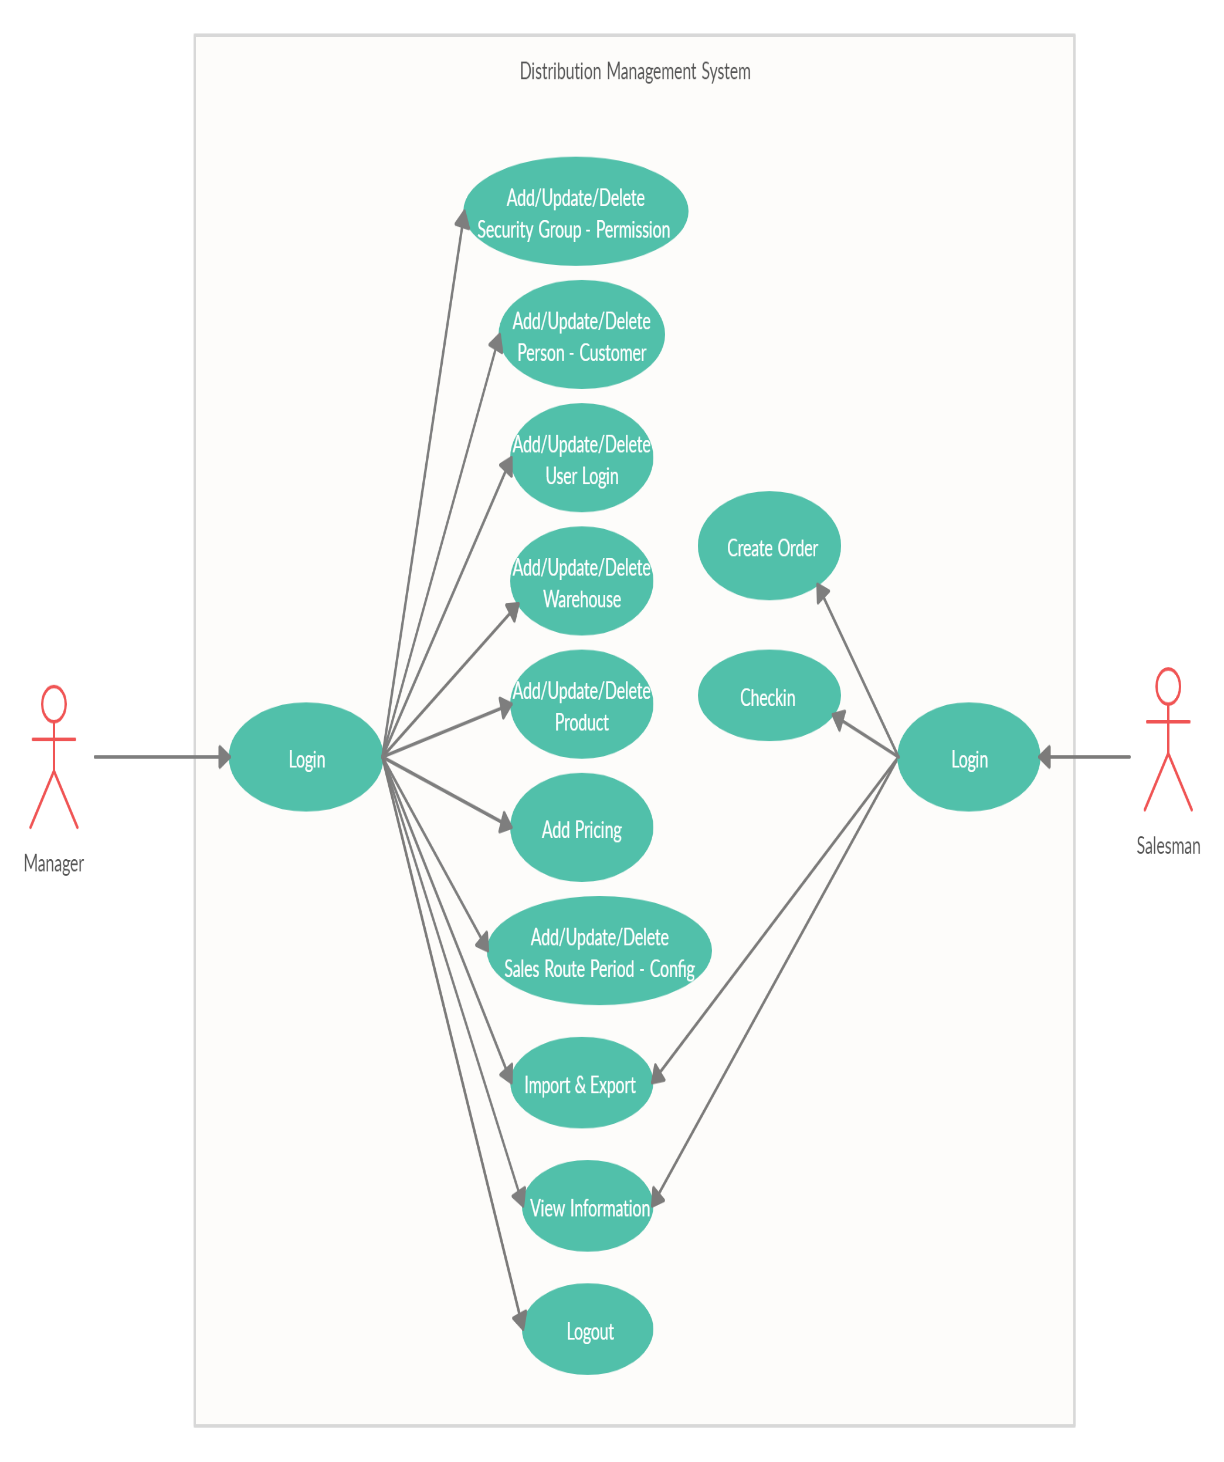 Distribution Management System
Add/Update/Delete
Security Group - Permission
Add/Update/Delete
Person - Customer
Add/Update/Delete
User Login
Add/Update/Delete
Warehouse
Add/Update/Delete
Product
Add Pricing
Add/Update/Delete
Sales Route Period - Config
Import & Export
View Information
Logout
Create Order
Checkin
Login
Login
Manager
Salesman